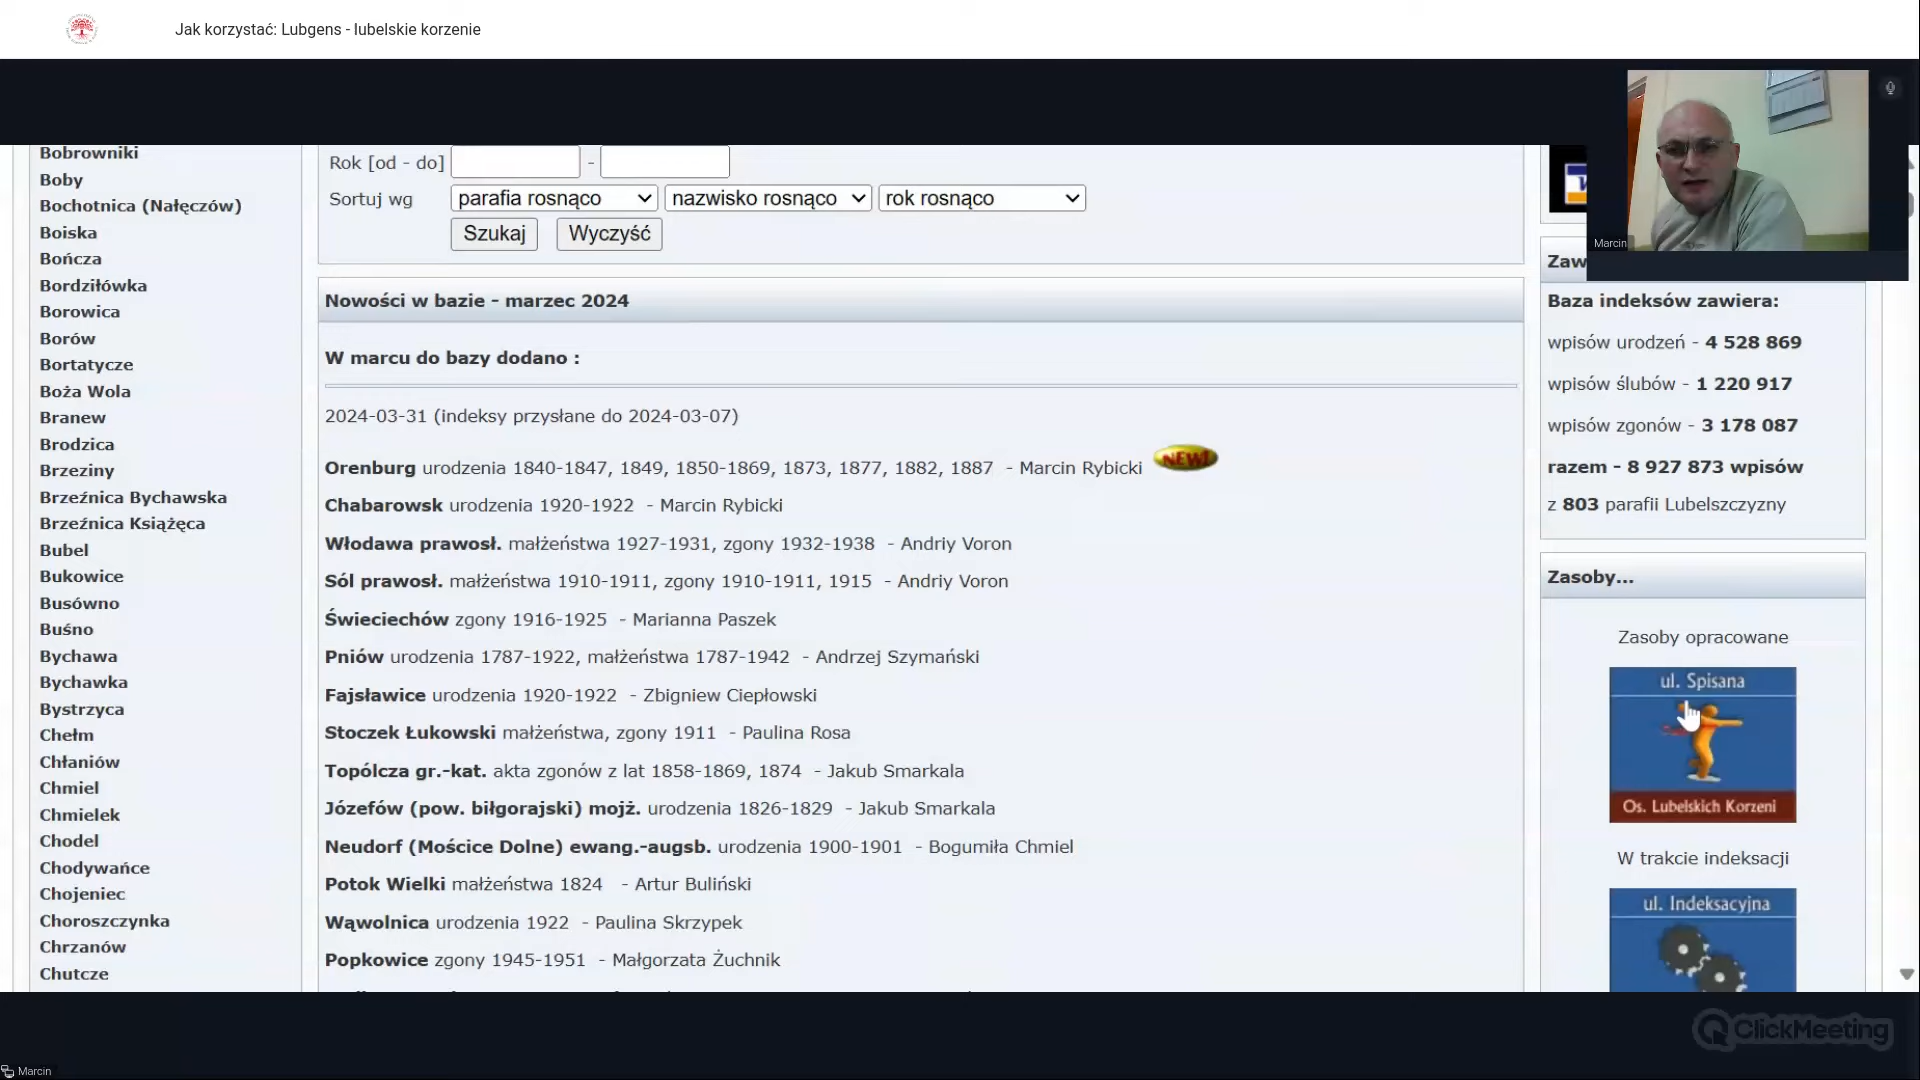 Jak korzystać: Lubgens - lubelskie korzenie
Marcin
Bobrowniki
Boby
Bochotnica (Nałęczów)
Boiska
Bończa
Bordziłówka
Borowica
Borów
Bortatycze
Boża Wola
Branew
Brodzica
Brzeziny
Brzeźnica Bychawska
Brzeźnica Książęca
Bubel
Bukowice
Busówno
Buśno
Bychawa
Bychawka
Bystrzyca
Chełm
Chłaniów
Chmiel
Chmielek
Chodel
Chodywańce
Chojeniec
Choroszczynka
Chrzanów
Chutcze
Rok [od - do] -
Sortuj wg parafia rosnąco nazwisko rosnąco rok rosnąco
Szukaj Wyczyść
Nowości w bazie - marzec 2024
W marcu do bazy dodano :
2024-03-31 (indeksy przysłane do 2024-03-07)
Orenburg urodzenia 1840-1847, 1849, 1850-1869, 1873, 1877, 1882, 1887 - Marcin Rybicki NEW!
Chabarowsk urodzenia 1920-1922 - Marcin Rybicki
Włodawa prawosł. małżeństwa 1927-1931, zgony 1932-1938 - Andriy Voron
Sól prawosł. małżeństwa 1910-1911, zgony 1910-1911, 1915 - Andriy Voron
Świeciechów zgony 1916-1925 - Marianna Paszek
Pniów urodzenia 1787-1922, małżeństwa 1787-1942 - Andrzej Szymański
Fajsławice urodzenia 1920-1922 - Zbigniew Ciepłowski
Stoczek Łukowski małżeństwa, zgony 1911 - Paulina Rosa
Topólcza gr.-kat. akta zgonów z lat 1858-1869, 1874 - Jakub Smarkala
Józefów (pow. biłgorajski) mojż. urodzenia 1826-1829 - Jakub Smarkala
Neudorf (Mościce Dolne) ewang.-augsb. urodzenia 1900-1901 - Bogumiła Chmiel
Potok Wielki małżeństwa 1824 - Artur Buliński
Wąwolnica urodzenia 1922 - Paulina Skrzypek
Popkowice zgony 1945-1951 - Małgorzata Żuchnik
Zaw
Baza indeksów zawiera:
wpisów urodzeń - 4 528 869
wpisów ślubów - 1 220 917
wpisów zgonów - 3 178 087
razem - 8 927 873 wpisów
z 803 parafii Lubelszczyzny
Zasoby...
Zasoby opracowane
ul. Spisana
Os. Lubelskich Korzeni
W trakcie indeksacji
ul. Indeksacyjna
ClickMeeting
Marcin